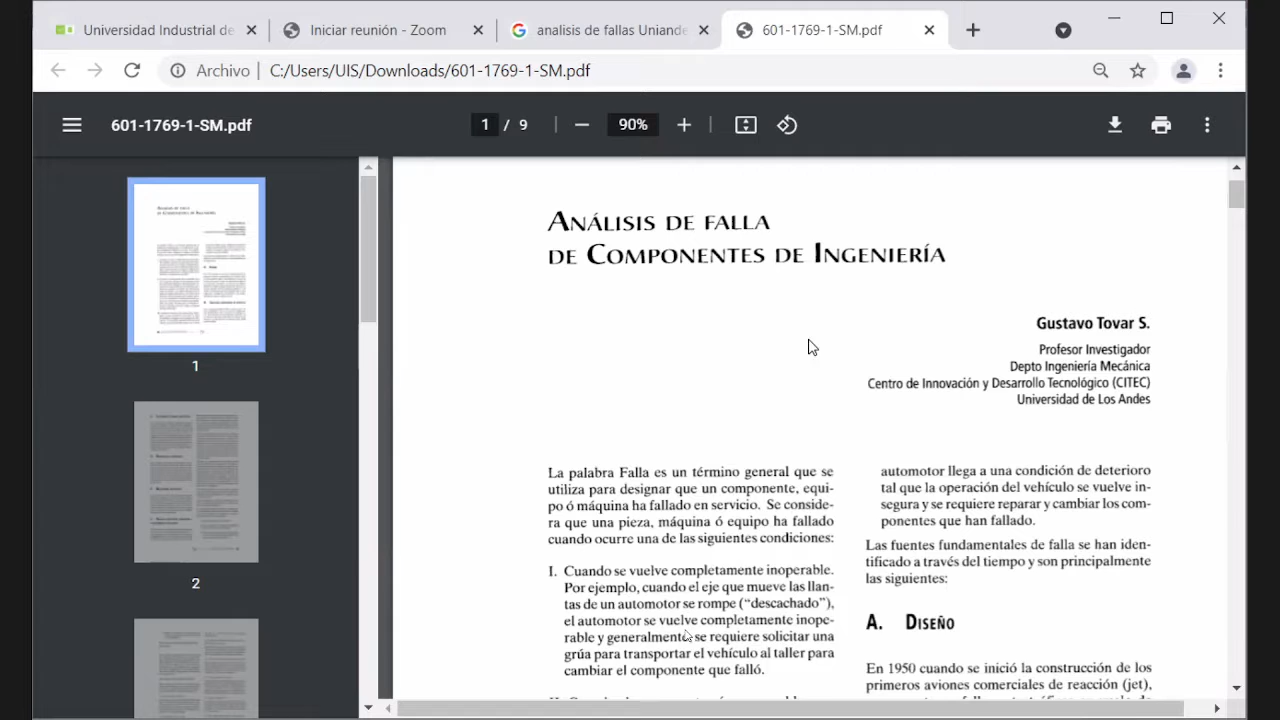 Universidad Industrial de
Iniciar reunión - Zoom
analisis de fallas Uniande
601-1769-1-SM.pdf
Archivo
C:/Users/UIS/Downloads/601-1769-1-SM.pdf
601-1769-1-SM.pdf
1 / 9
90%
1
2
ANÁLISIS DE FALLA
DE COMPONENTES DE INGENIERÍA
Gustavo Tovar S.
Profesor Investigador
Depto Ingeniería Mecánica
Centro de Innovación y Desarrollo Tecnológico (CITEC)
Universidad de Los Andes
La palabra Falla es un término general que se
utiliza para designar que un componente, equi-
po ó máquina ha fallado en servicio. Se conside-
ra que una pieza, máquina ó equipo ha fallado
cuando ocurre una de las siguientes condiciones:
I. Cuando se vuelve completamente inoperable.
Por ejemplo, cuando el eje que mueve las llan-
tas de un automotor se rompe ("descachado"),
el automotor se vuelve completamente inope-
rable y generalmente se requiere solicitar una
grúa para transportar el vehículo al taller para
cambiar el componente que falló.
automotor llega a una condición de deterioro
tal que la operación del vehículo se vuelve in-
segura y se requiere reparar y cambiar los com-
ponentes que han fallado.
Las fuentes fundamentales de falla se han iden-
tificado a través del tiempo y son principalmente
las siguientes:
A. DISEÑO
En 1950 cuando se inició la construcción de los
primeros aviones comerciales de reacción (jet),